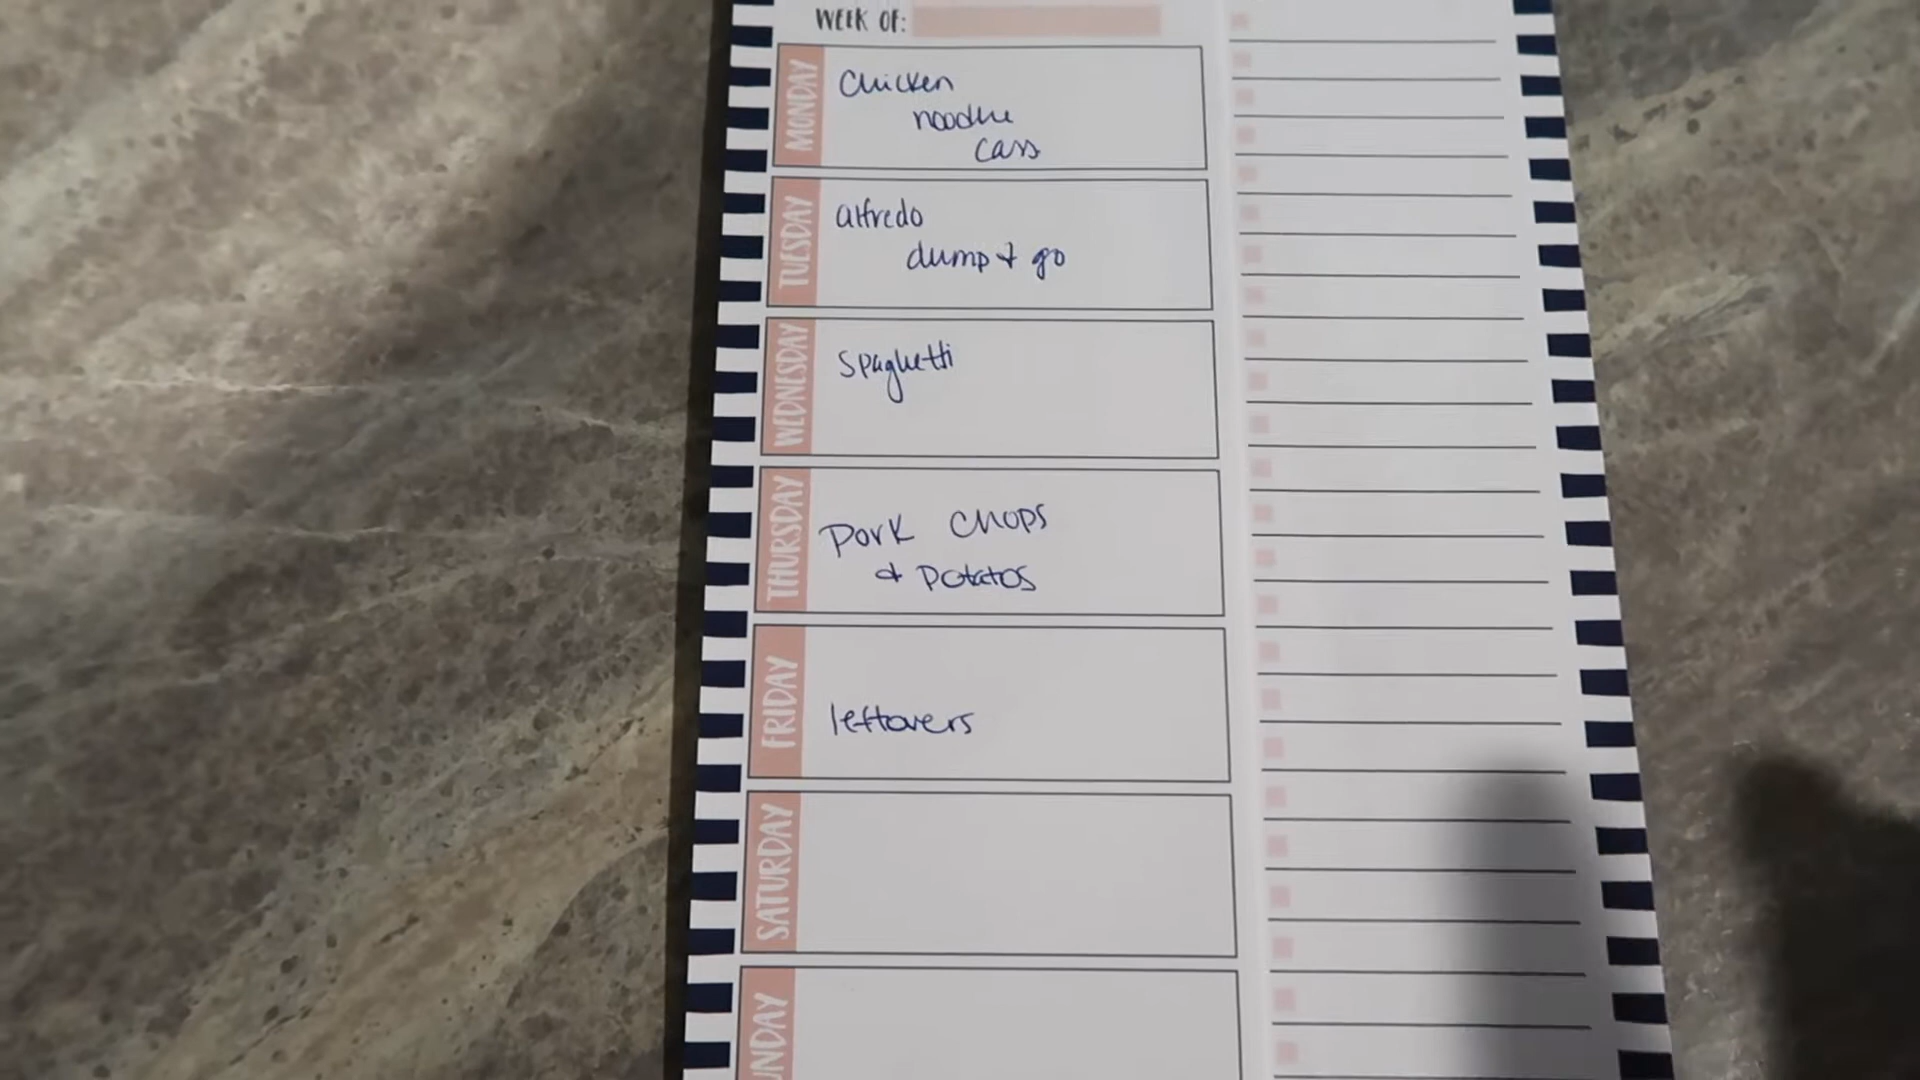 WEEK OF:
MONDAY
Chicken
noodle
cass
TUESDAY
alfredo
dump & go
WEDNESDAY
Spaghetti
THURSDAY
Pork Chops
& Potatos
FRIDAY
leftovers
SATURDAY
UNDAY